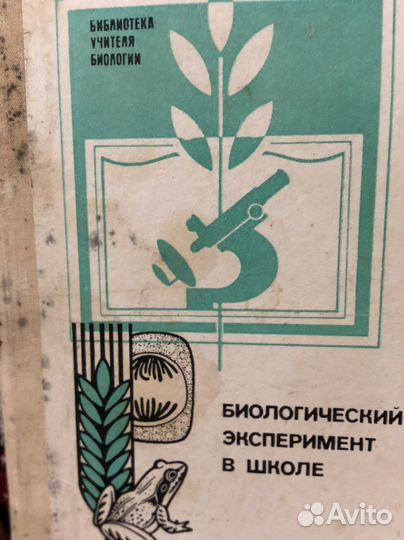 БИБЛИОТЕКА
УЧИТЕЛЯ
БИОЛОГИИ
БИОЛОГИЧЕСКИЙ
ЭКСПЕРИМЕНТ
В ШКОЛЕ
Avito